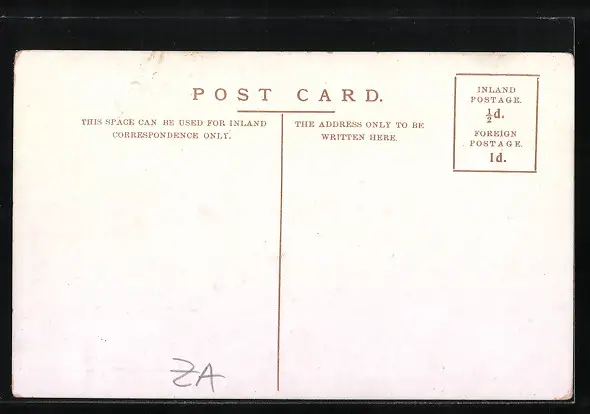 POST CARD.
THIS SPACE CAN BE USED FOR INLAND
CORRESPONDENCE ONLY.
THE ADDRESS ONLY TO BE
WRITTEN HERE.
INLAND
POSTAGE.
½d.
FOREIGN
POSTAGE.
1d.
ZA